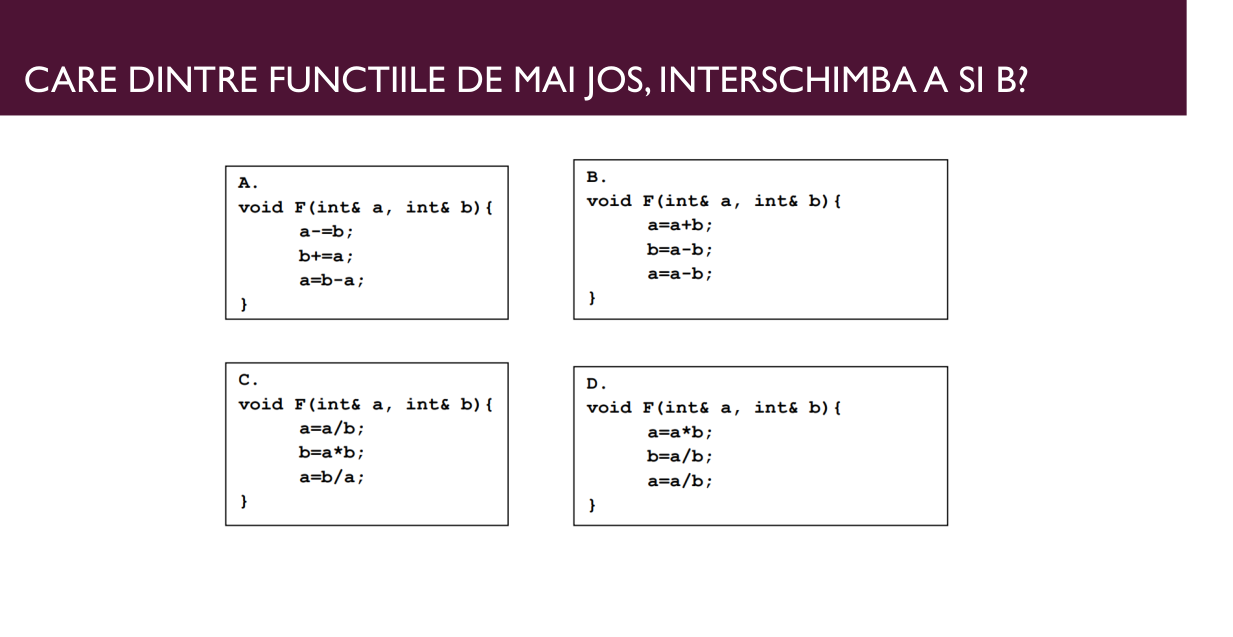 CARE DINTRE FUNCTIILE DE MAI JOS, INTERSCHIMBA A SI B?
A.
void F(int& a, int& b){
a-=b;
b+=a;
a=b-a;
}
B.
void F(int& a, int& b){
a=a+b;
b=a-b;
a=a-b;
}
C.
void F(int& a, int& b){
a=a/b;
b=a*b;
a=b/a;
}
D.
void F(int& a, int& b){
a=a*b;
b=a/b;
a=a/b;
}